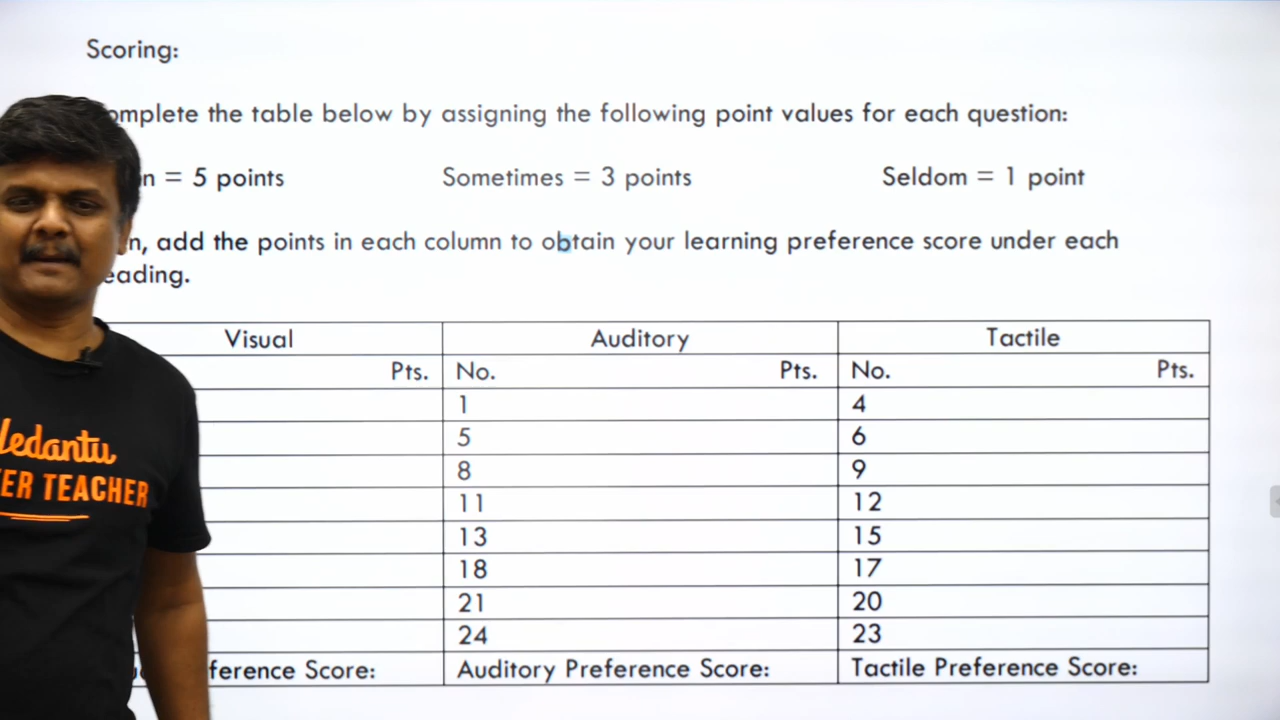 Scoring:
omplete the table below by assigning the following point values for each question:
n = 5 points Sometimes = 3 points Seldom = 1 point
n, add the points in each column to obtain your learning preference score under each
eading.
Visual Auditory Tactile
Pts. No. Pts. No. Pts.
1 4
5 6
8 9
11 12
13 15
18 17
21 20
24 23
ference Score: Auditory Preference Score: Tactile Preference Score:
Vedantu
ER TEACHER